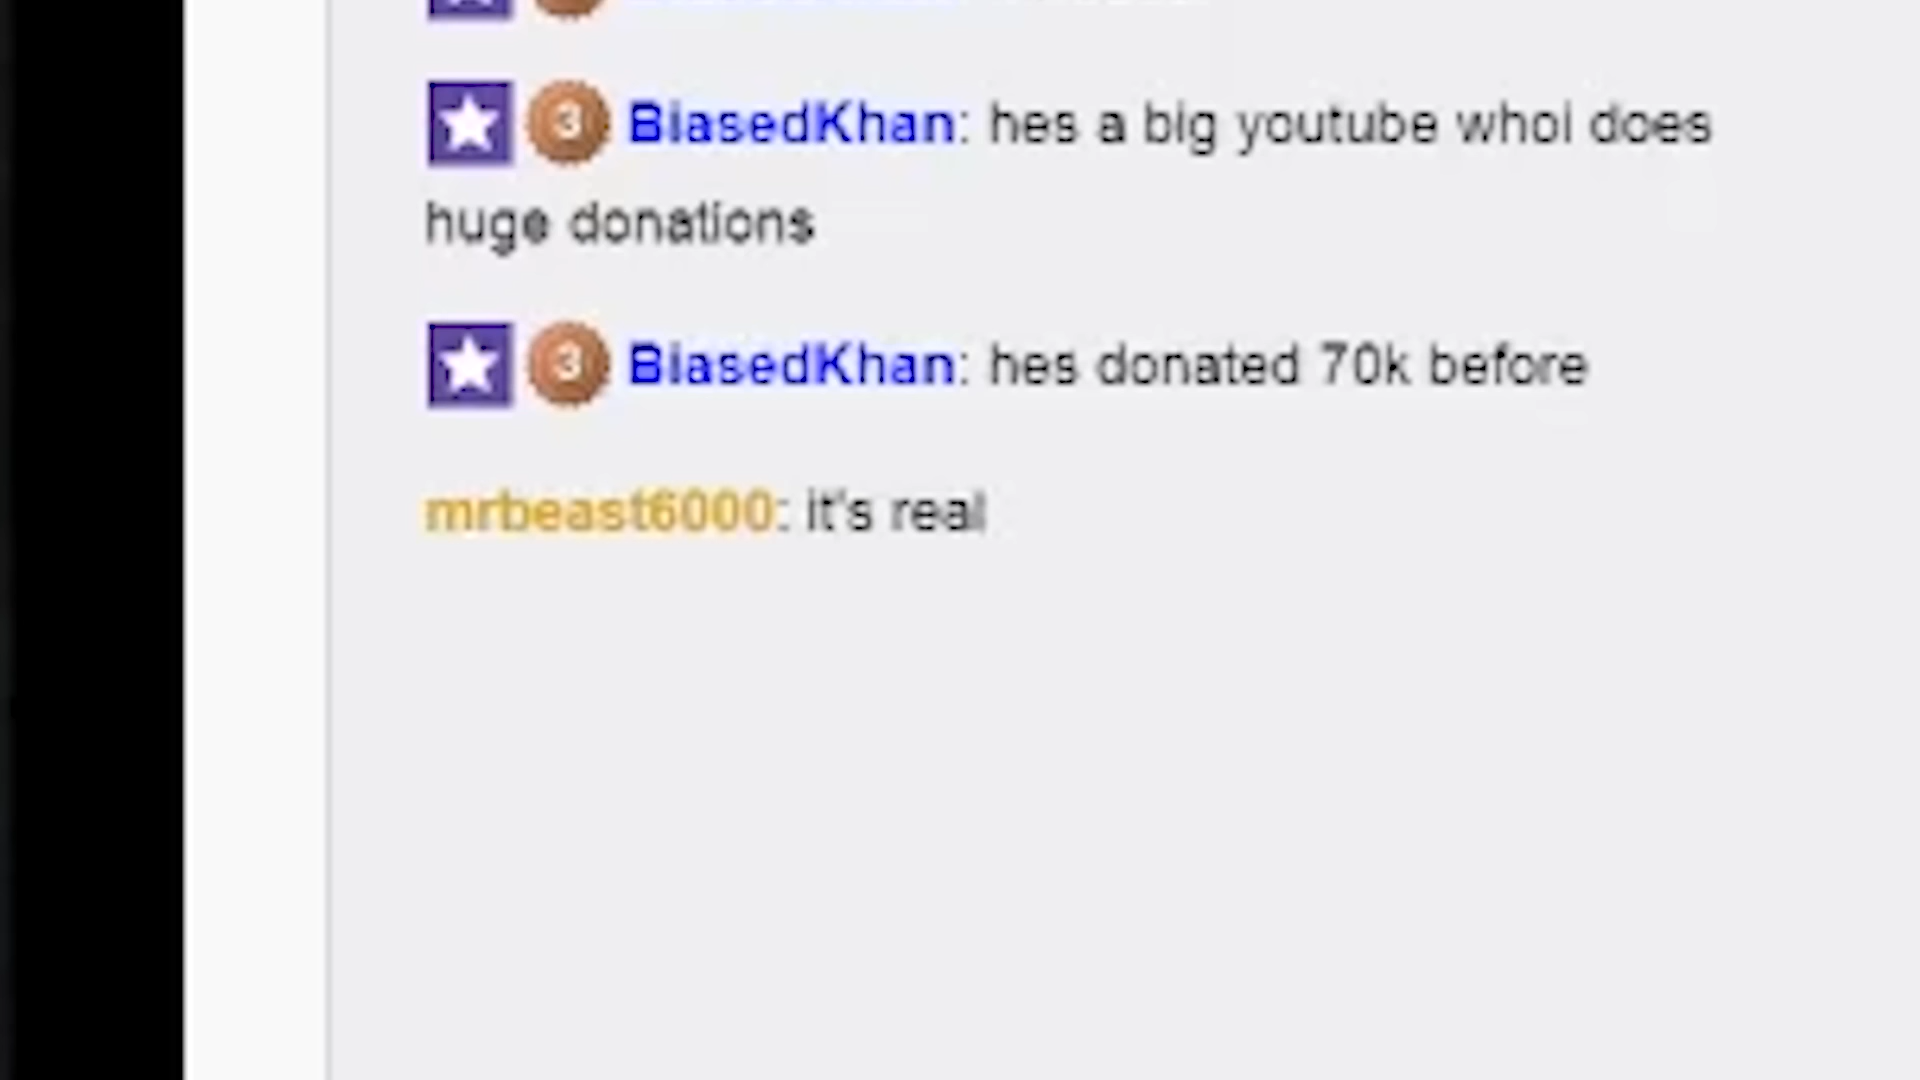 3 BiasedKhan: hes a big youtube whoi does
huge donations
3 BiasedKhan: hes donated 70k before
mrbeast6000: it's real